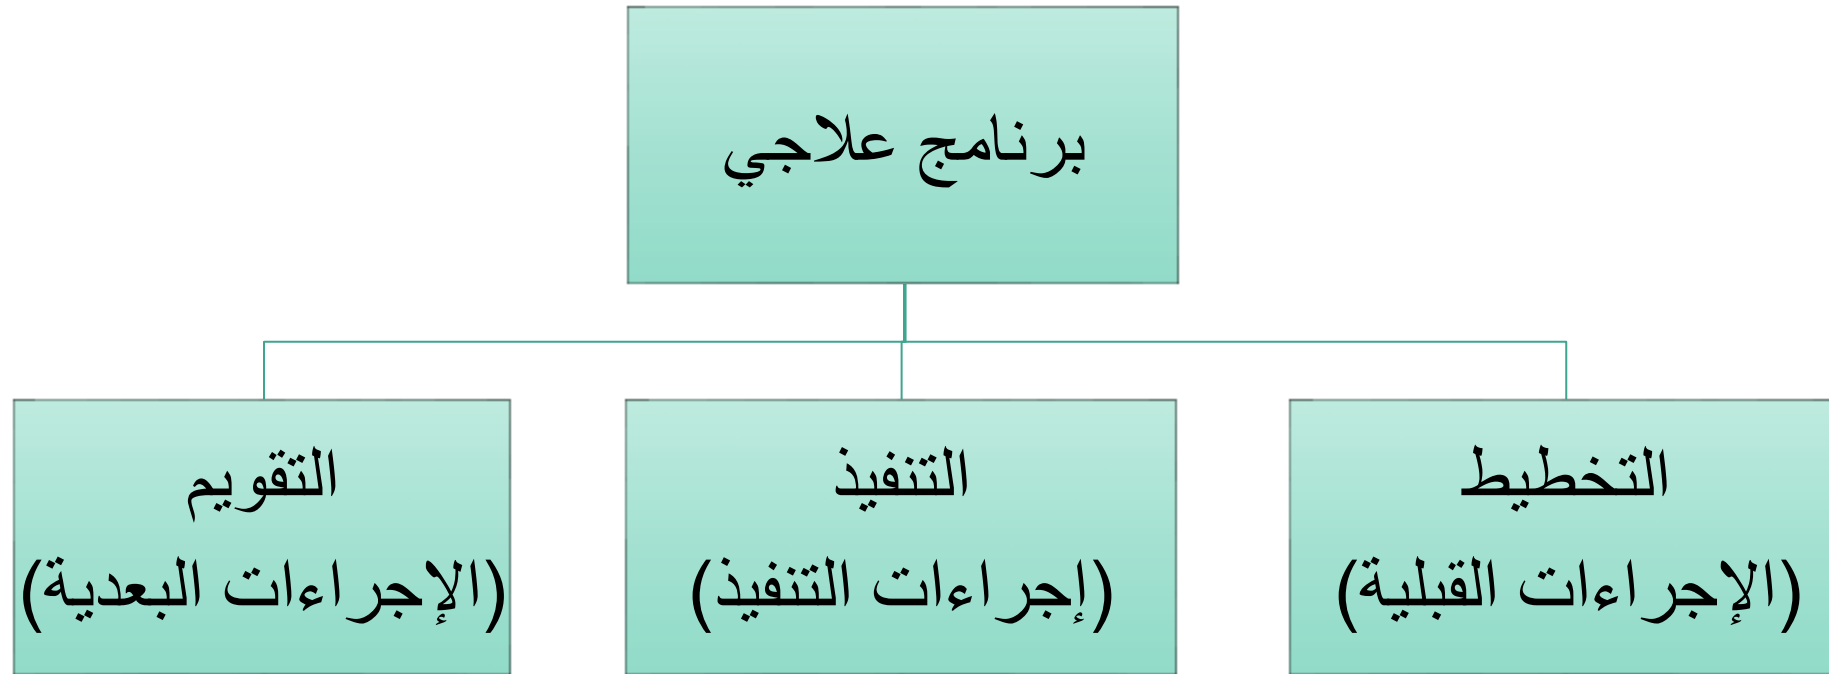 برنامج علاجي
التخطيط
(الإجراءات القبلية)
التنفيذ
(إجراءات التنفيذ)
التقويم
(الإجراءات البعدية)